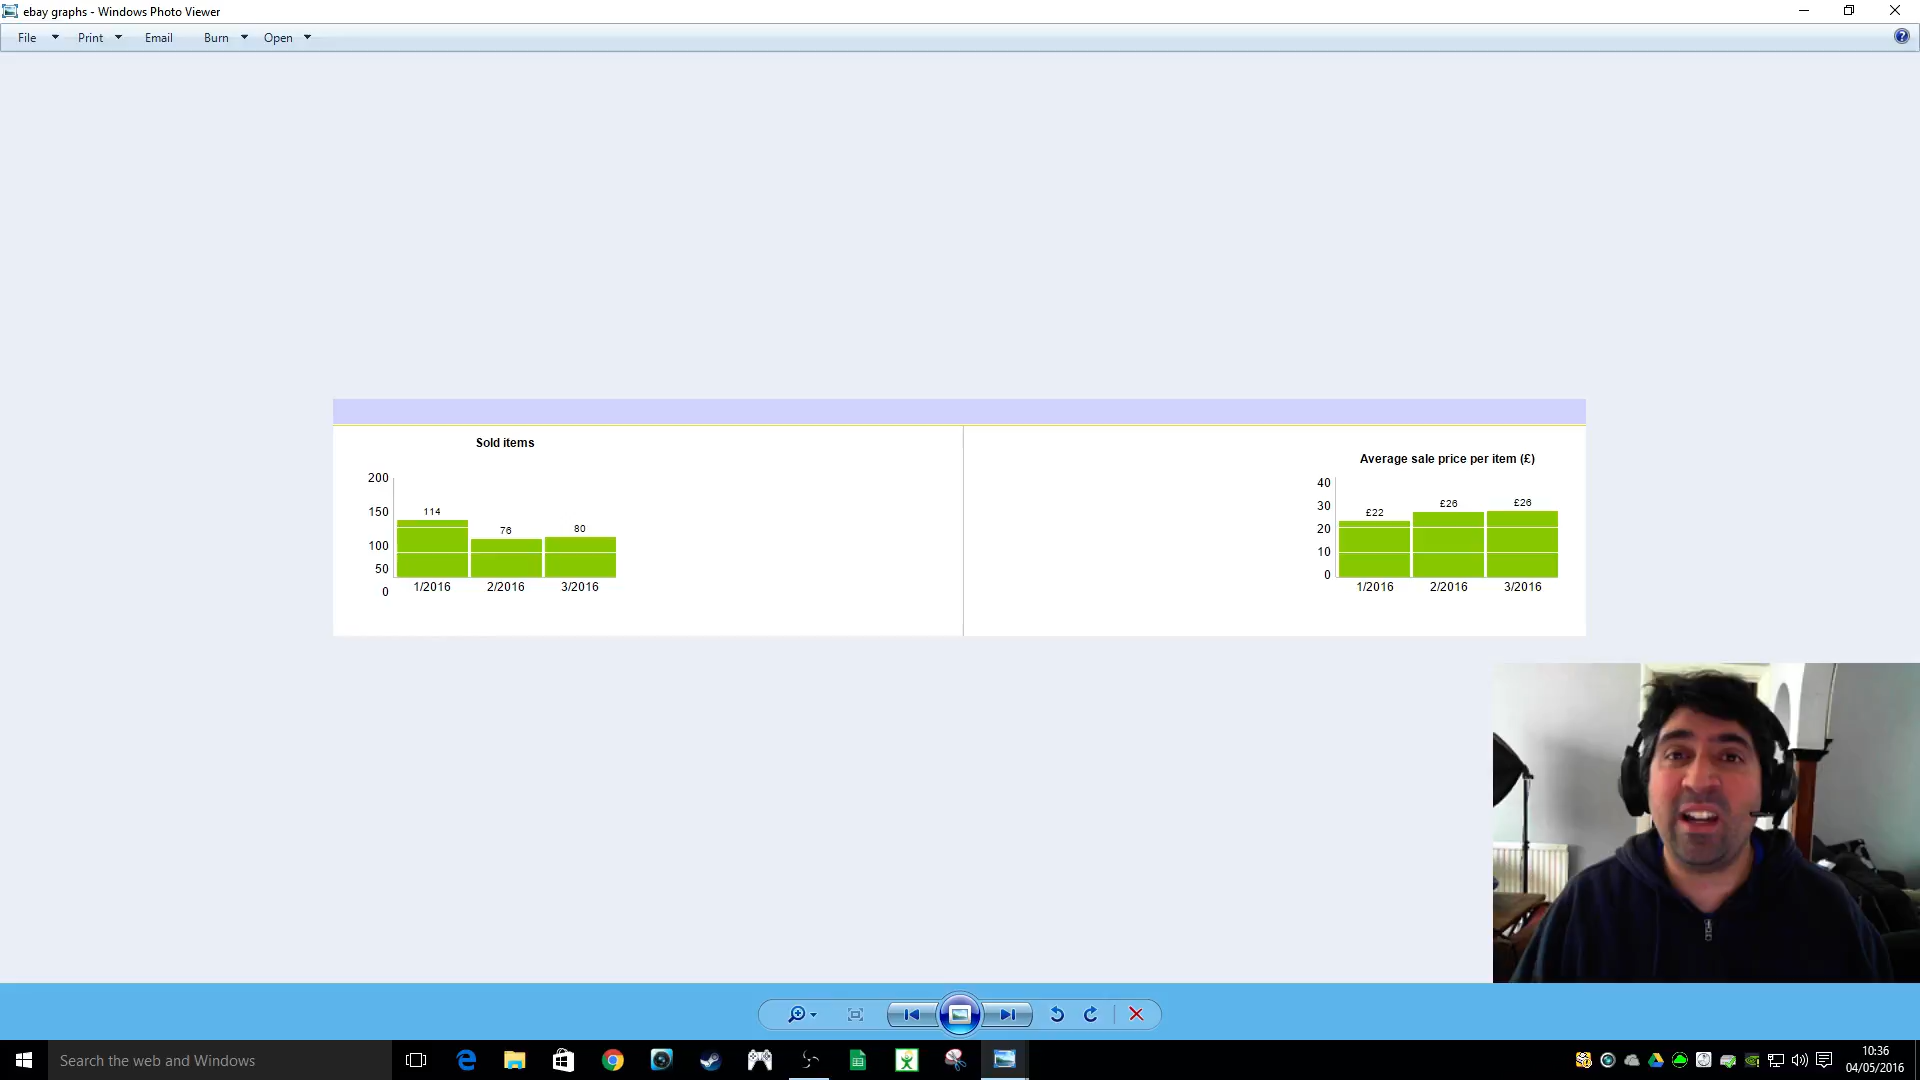 ebay graphs - Windows Photo Viewer
File Print Email Burn Open
Sold items
200
150
100
50
0
114
76
80
1/2016 2/2016 3/2016
Average sale price per item (£)
40
30
20
10
0
£22
£26
£26
1/2016 2/2016 3/2016
Search the web and Windows
10:36
04/05/2016